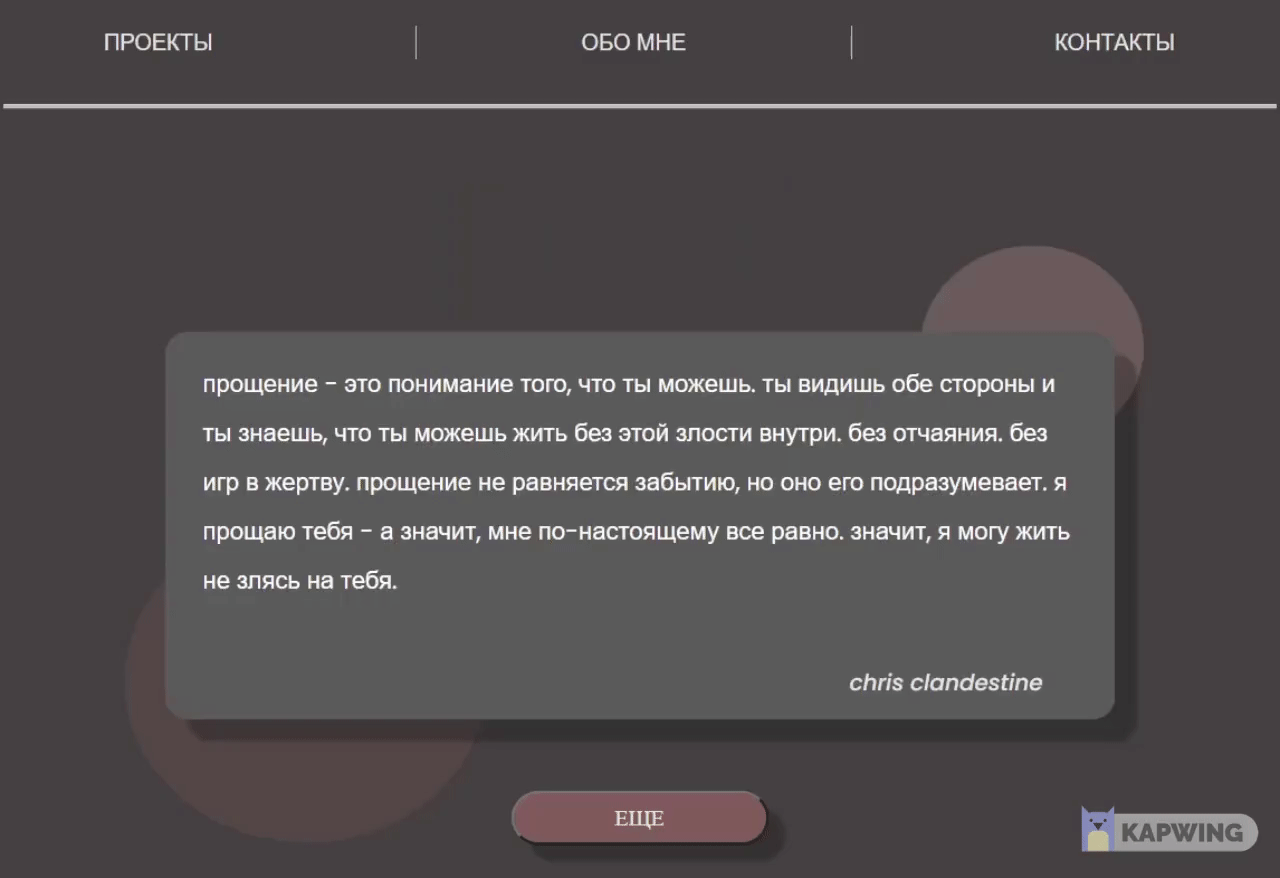 ПРОЕКТЫ
ОБО МНЕ
КОНТАКТЫ
прощение - это понимание того, что ты можешь. ты видишь обе стороны и
ты знаешь, что ты можешь жить без этой злости внутри. без отчаяния. без
игр в жертву. прощение не равняется забытию, но оно его подразумевает. я
прощаю тебя - а значит, мне по-настоящему все равно. значит, я могу жить
не злясь на тебя.
chris clandestine
ЕЩЕ
KAPWING